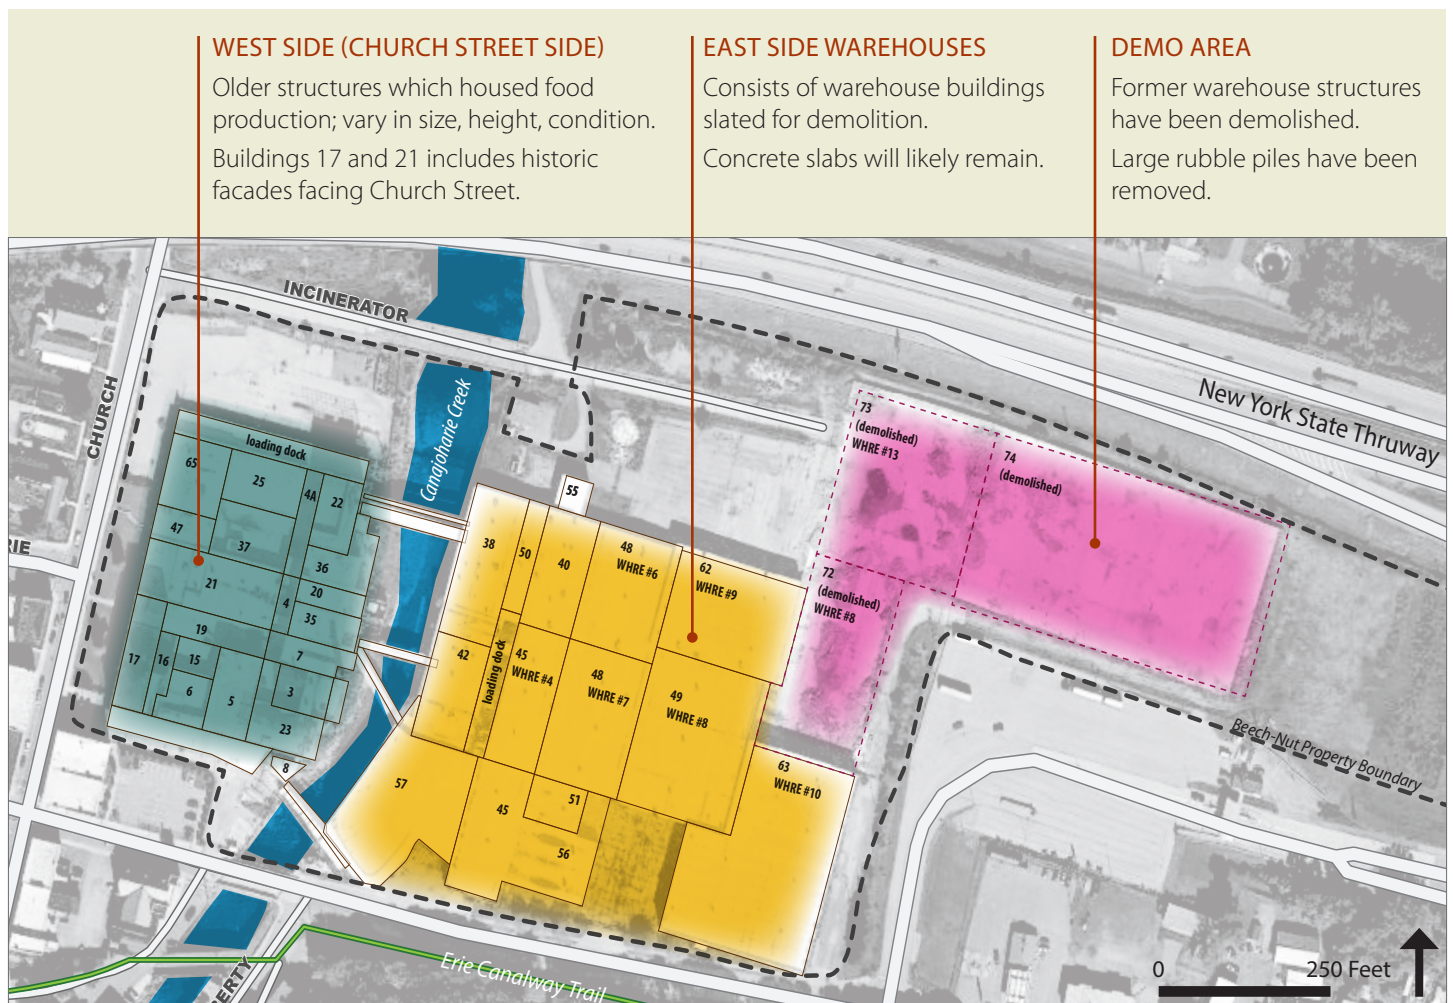 WEST SIDE (CHURCH STREET SIDE)
Older structures which housed food
production; vary in size, height, condition.
Buildings 17 and 21 includes historic
facades facing Church Street.
EAST SIDE WAREHOUSES
Consists of warehouse buildings
slated for demolition.
Concrete slabs will likely remain.
DEMO AREA
Former warehouse structures
have been demolished.
Large rubble piles have been
removed.
INCINERATOR
CHURCH
Canajoharie Creek
New York State Thruway
loading dock
65
25
4A
22
47
37
36
21
4
20
35
19
7
17
16
15
6
5
3
23
8
55
38
50
40
48
WHRE #6
62
WHRE #9
42
loading dock
45
WHRE #4
48
WHRE #7
49
WHRE #8
57
45
51
56
63
WHRE #10
73
(demolished)
WHRE #13
74
(demolished)
72
(demolished)
WHRE #8
Beech-Nut Property Boundary
RIE
ERTY
Erie Canalway Trail
0
250 Feet